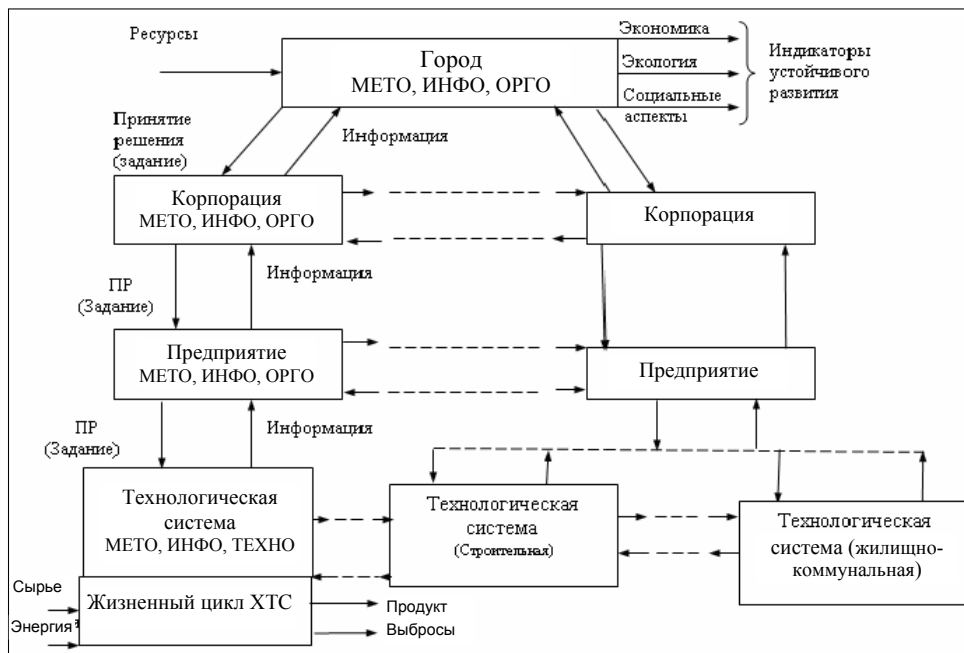 Ресурсы
Город
МЕТО, ИНФО, ОРГО
Экономика
Экология
Социальные
аспекты
Индикаторы
устойчивого
развития
Принятие
решения
(задание)
Информация
Корпорация
МЕТО, ИНФО, ОРГО
Корпорация
ПР
(Задание)
Информация
Предприятие
МЕТО, ИНФО, ОРГО
Предприятие
ПР
(Задание)
Информация
Технологическая
система
МЕТО, ИНФО, ТЕХНО
Технологическая
система
(Строительная)
Технологическая
система (жилищно-
коммунальная)
Сырье
Энергия
Жизненный цикл ХТС
Продукт
Выбросы